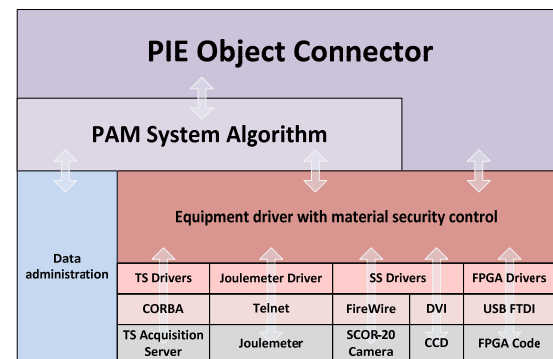 PIE Object Connector
PAM System Algorithm
Equipment driver with material security control
Data
administration
TS Drivers
Joulemeter Driver
SS Drivers
FPGA Drivers
CORBA
Telnet
FireWire
DVI
USB FTDI
TS Acquisition
Server
Joulemeter
SCOR-20
Camera
CCD
FPGA Code